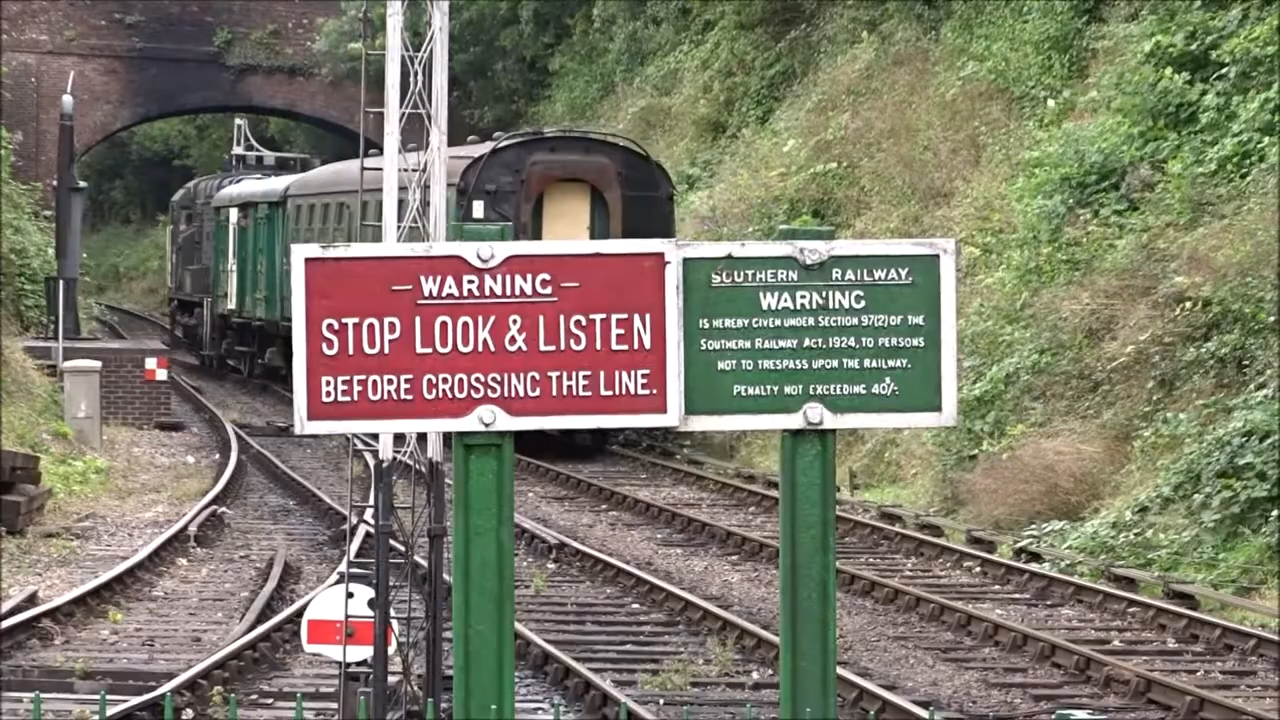 – WARNING –
STOP LOOK & LISTEN
BEFORE CROSSING THE LINE.
SOUTHERN RAILWAY.
WARNING
IS HEREBY GIVEN UNDER SECTION 97(2) OF THE
SOUTHERN RAILWAY ACT, 1924, TO PERSONS
NOT TO TRESPASS UPON THE RAILWAY.
PENALTY NOT EXCEEDING 40/-.